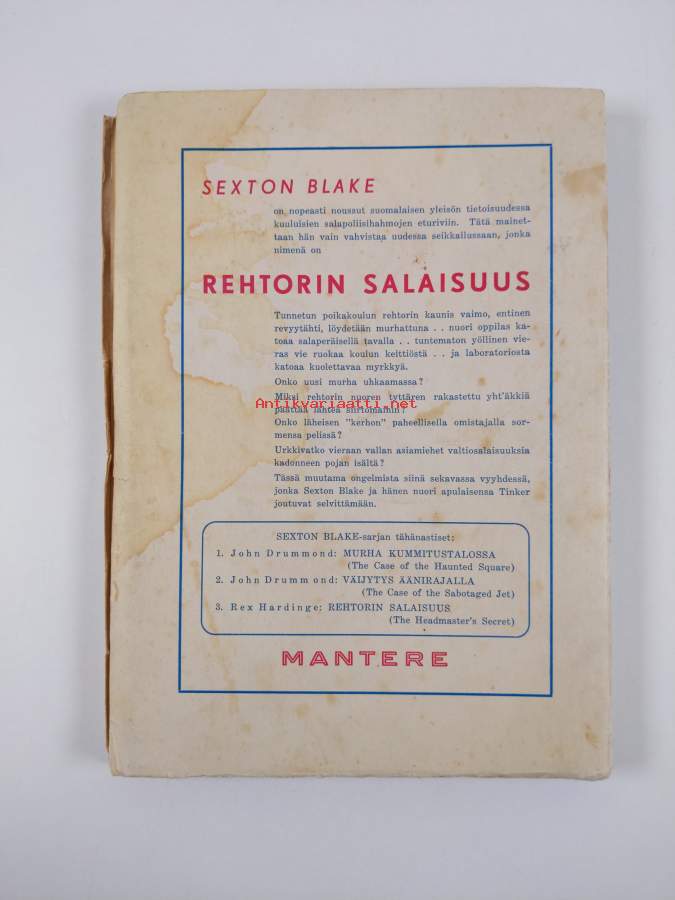 SEXTON BLAKE
on nopeasti noussut suomalaisen yleisön tietoisuudessa
kuuluisien salapoliisihahmojen eturiviin. Tätä mainet-
taan hän vain vahvistaa uudessa seikkailussaan, jonka
nimenä on
REHTORIN SALAISUUS
Tunnetun poikakoulun rehtorin kaunis vaimo, entinen
revyytähti, löydetään murhattuna . . nuori oppilas ka-
toaa salaperäisellä tavalla . . tuntematon yöllinen vie-
ras vie ruokaa koulun keittiöstä . . ja laboratoriosta
katoaa kuolettavaa myrkkyä.
Onko uusi murha uhkaamassa?
Miksi rehtorin nuoren tyttären rakastettu yht'äkkiä
Antikvariaatti.net
päättää lähteä siirtomaihin?
Onko läheisen "kerhon" paheellisella omistajalla sor-
mensa pelissä?
Urkkivatko vieraan vallan asiamiehet valtiosalaisuuksia
kadonneen pojan isältä?
Tässä muutama ongelmista siinä sekavassa vyyhdessä,
jonka Sexton Blake ja hänen nuori apulaisensa Tinker
joutuvat selvittämään.
SEXTON BLAKE-sarjan tähänastiset:
1. John Drummond: MURHA KUMMITUSTALOSSA
(The Case of the Haunted Square)
2. John Drummond: VÄIJYTYS ÄÄNIRAJALLA
(The Case of the Sabotaged Jet)
3. Rex Hardinge: REHTORIN SALAISUUS
(The Headmaster's Secret)
MANTERE